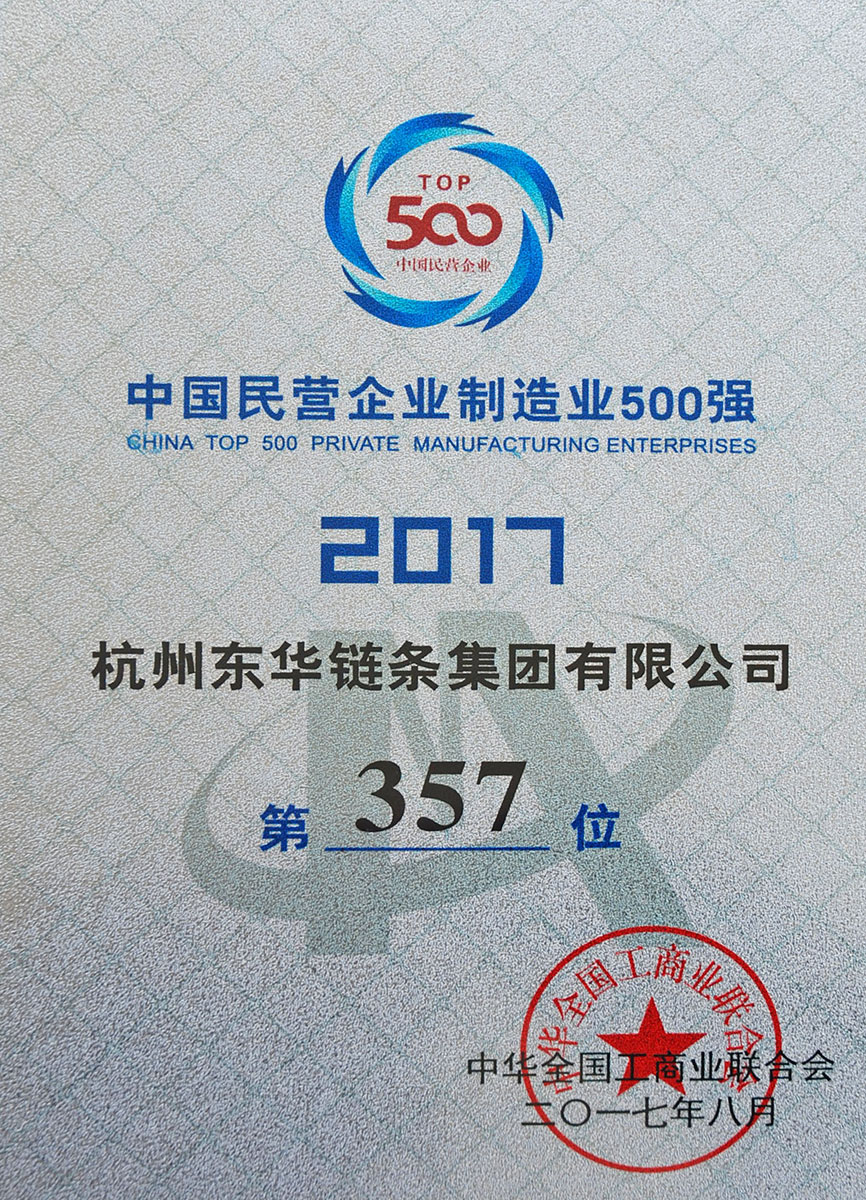 TOP
500
中国民营企业
中国民营企业制造业500强
CHINA TOP 500 PRIVATE MANUFACTURING ENTERPRISES
2017
杭州东华链条集团有限公司
第 357 位
中华全国工商业联合会
中华全国工商业联合会
二〇一七年八月